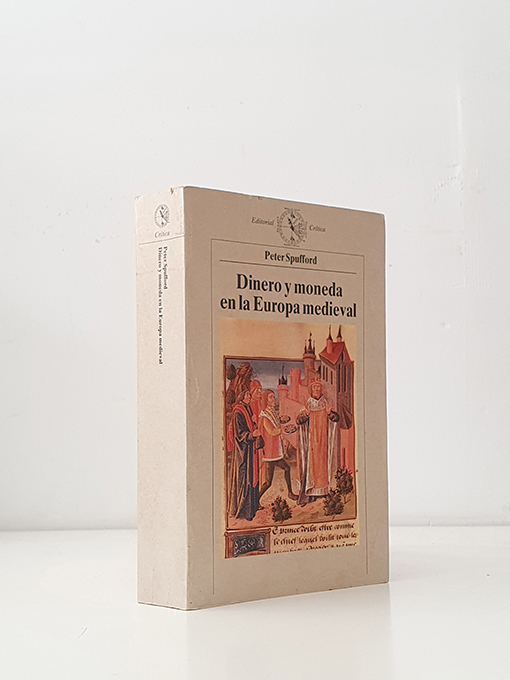 Crítica
Peter Spufford
Dinero y moneda en la Europa medieval
Editorial
Crítica
Peter Spufford
Dinero y moneda
en la Europa medieval